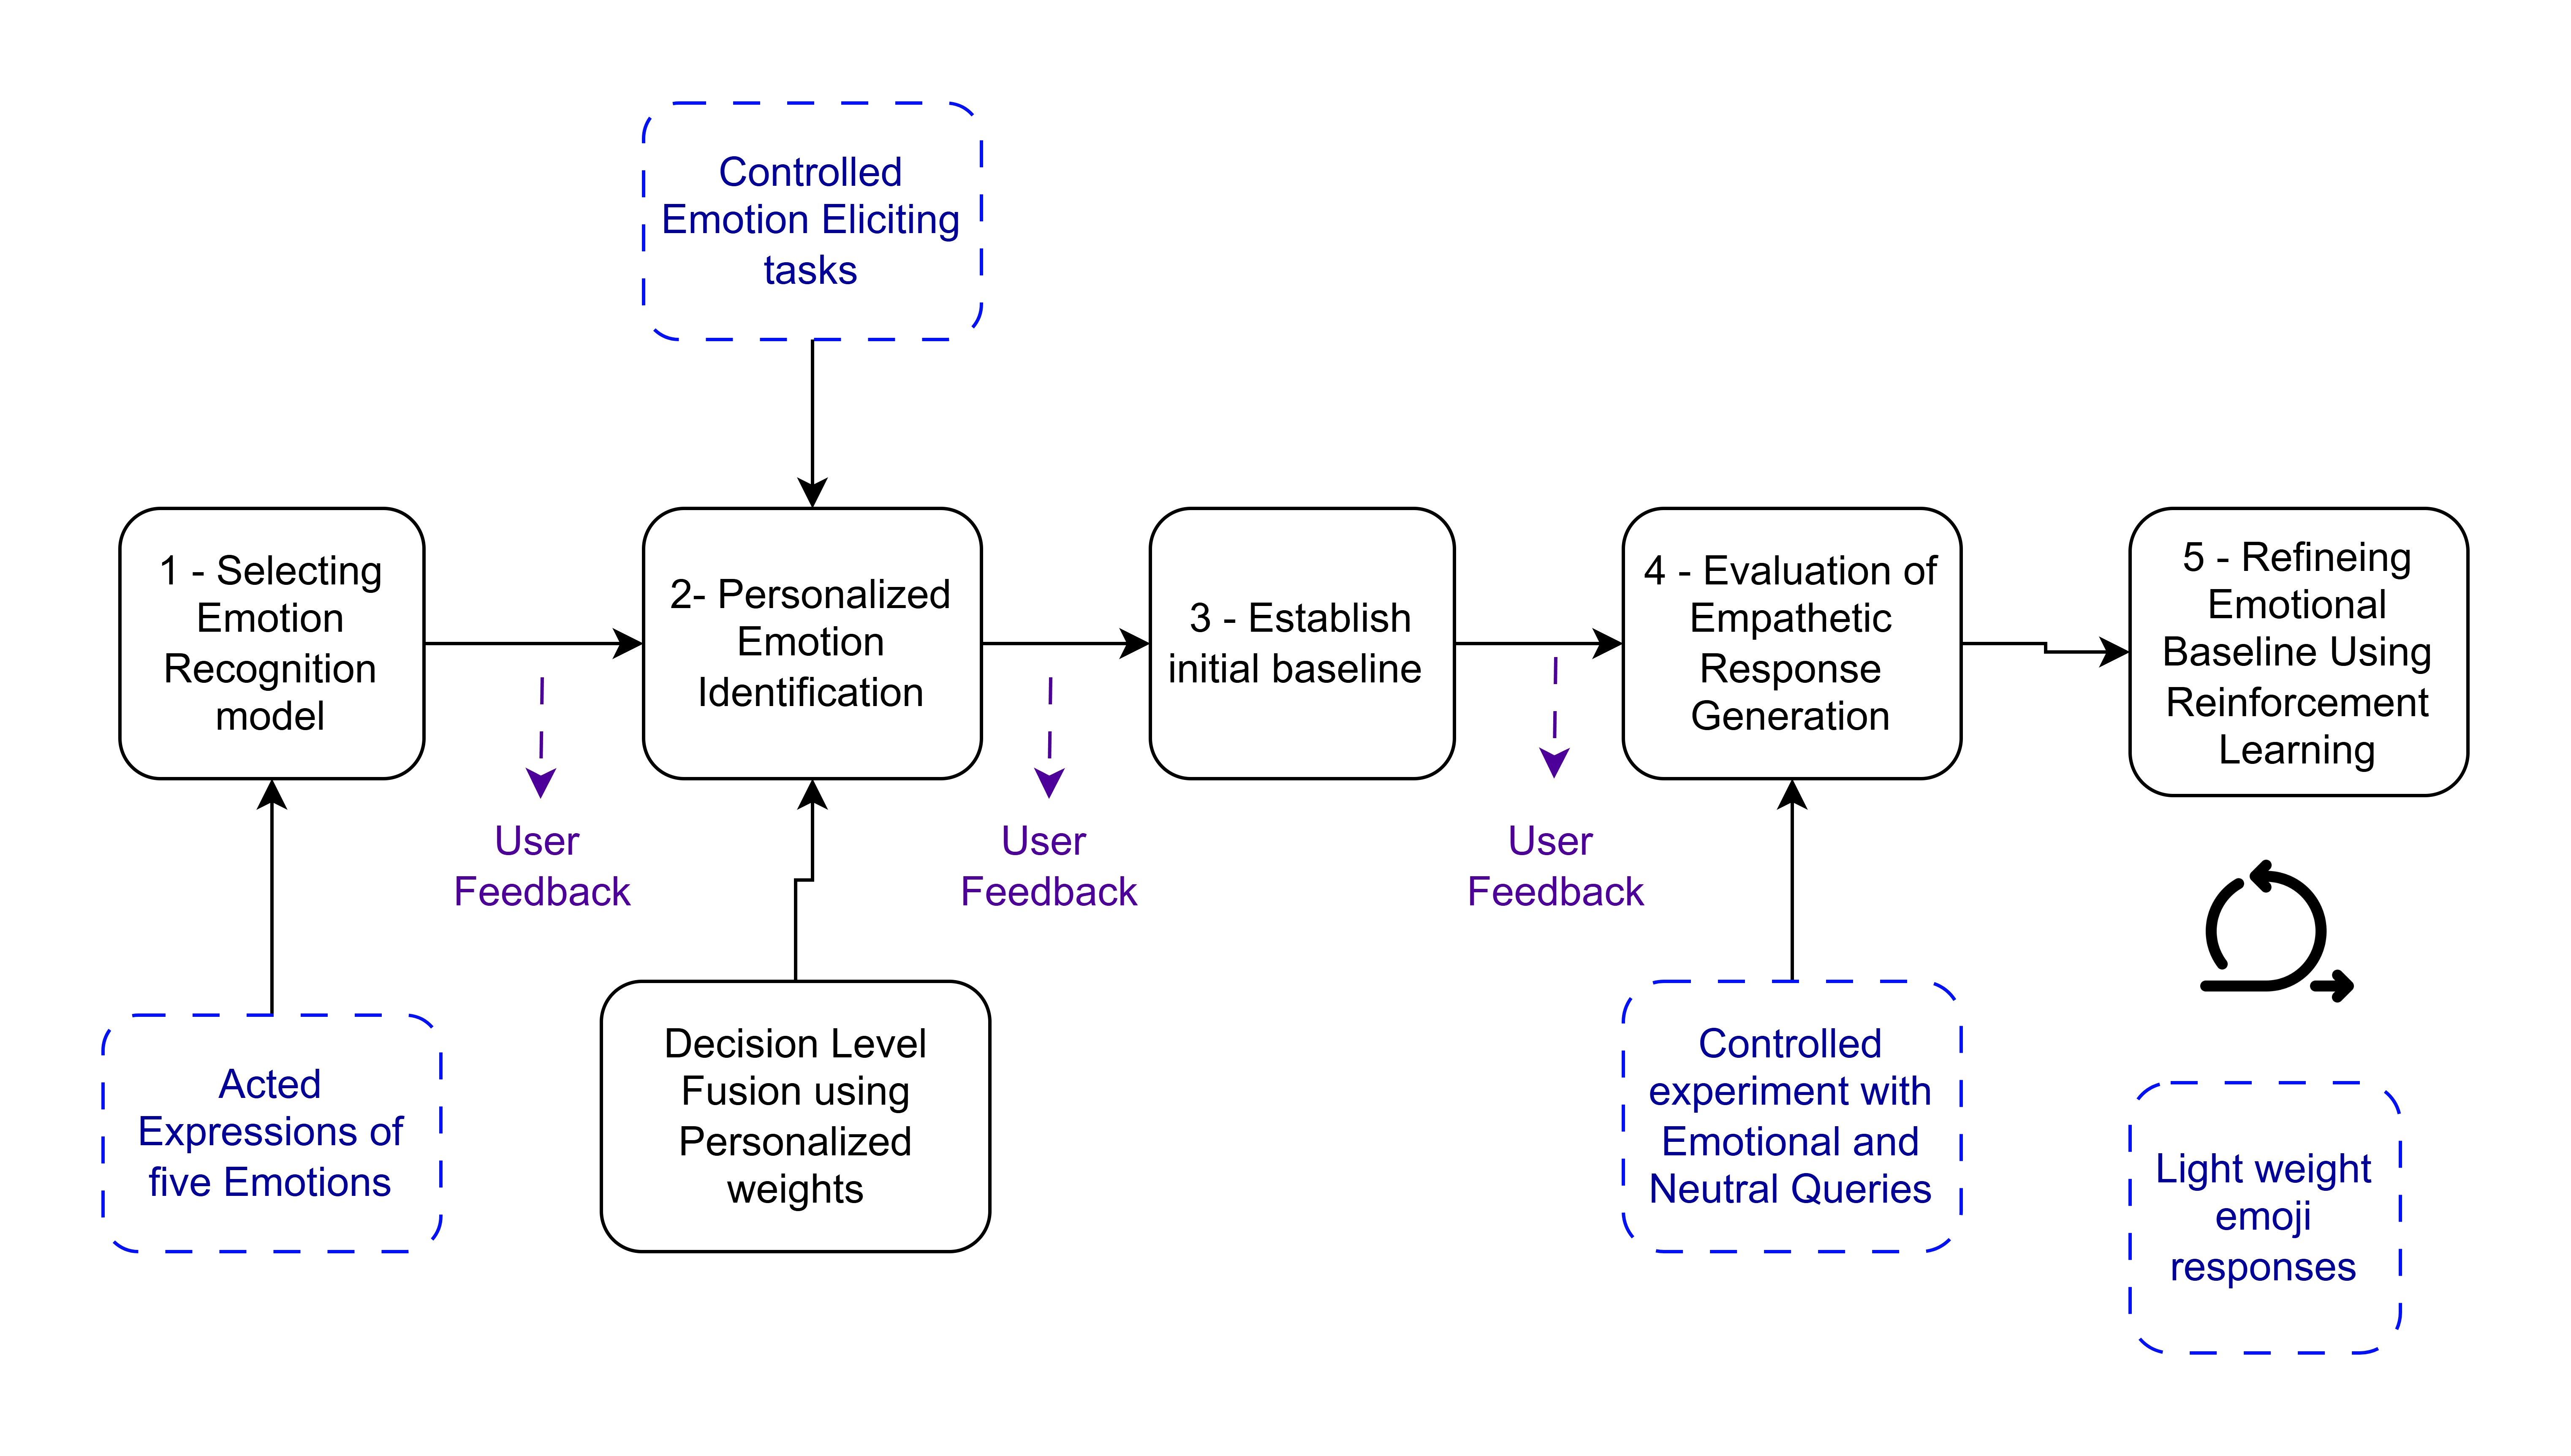 Controlled
Emotion Eliciting
tasks
1 - Selecting
Emotion
Recognition
model
2- Personalized
Emotion
Identification
3 - Establish
initial baseline
4 - Evaluation of
Empathetic
Response
Generation
5 - Refineing
Emotional
Baseline Using
Reinforcement
Learning
User
Feedback
User
Feedback
User
Feedback
Acted
Expressions of
five Emotions
Decision Level
Fusion using
Personalized
weights
Controlled
experiment with
Emotional and
Neutral Queries
Light weight
emoji
responses